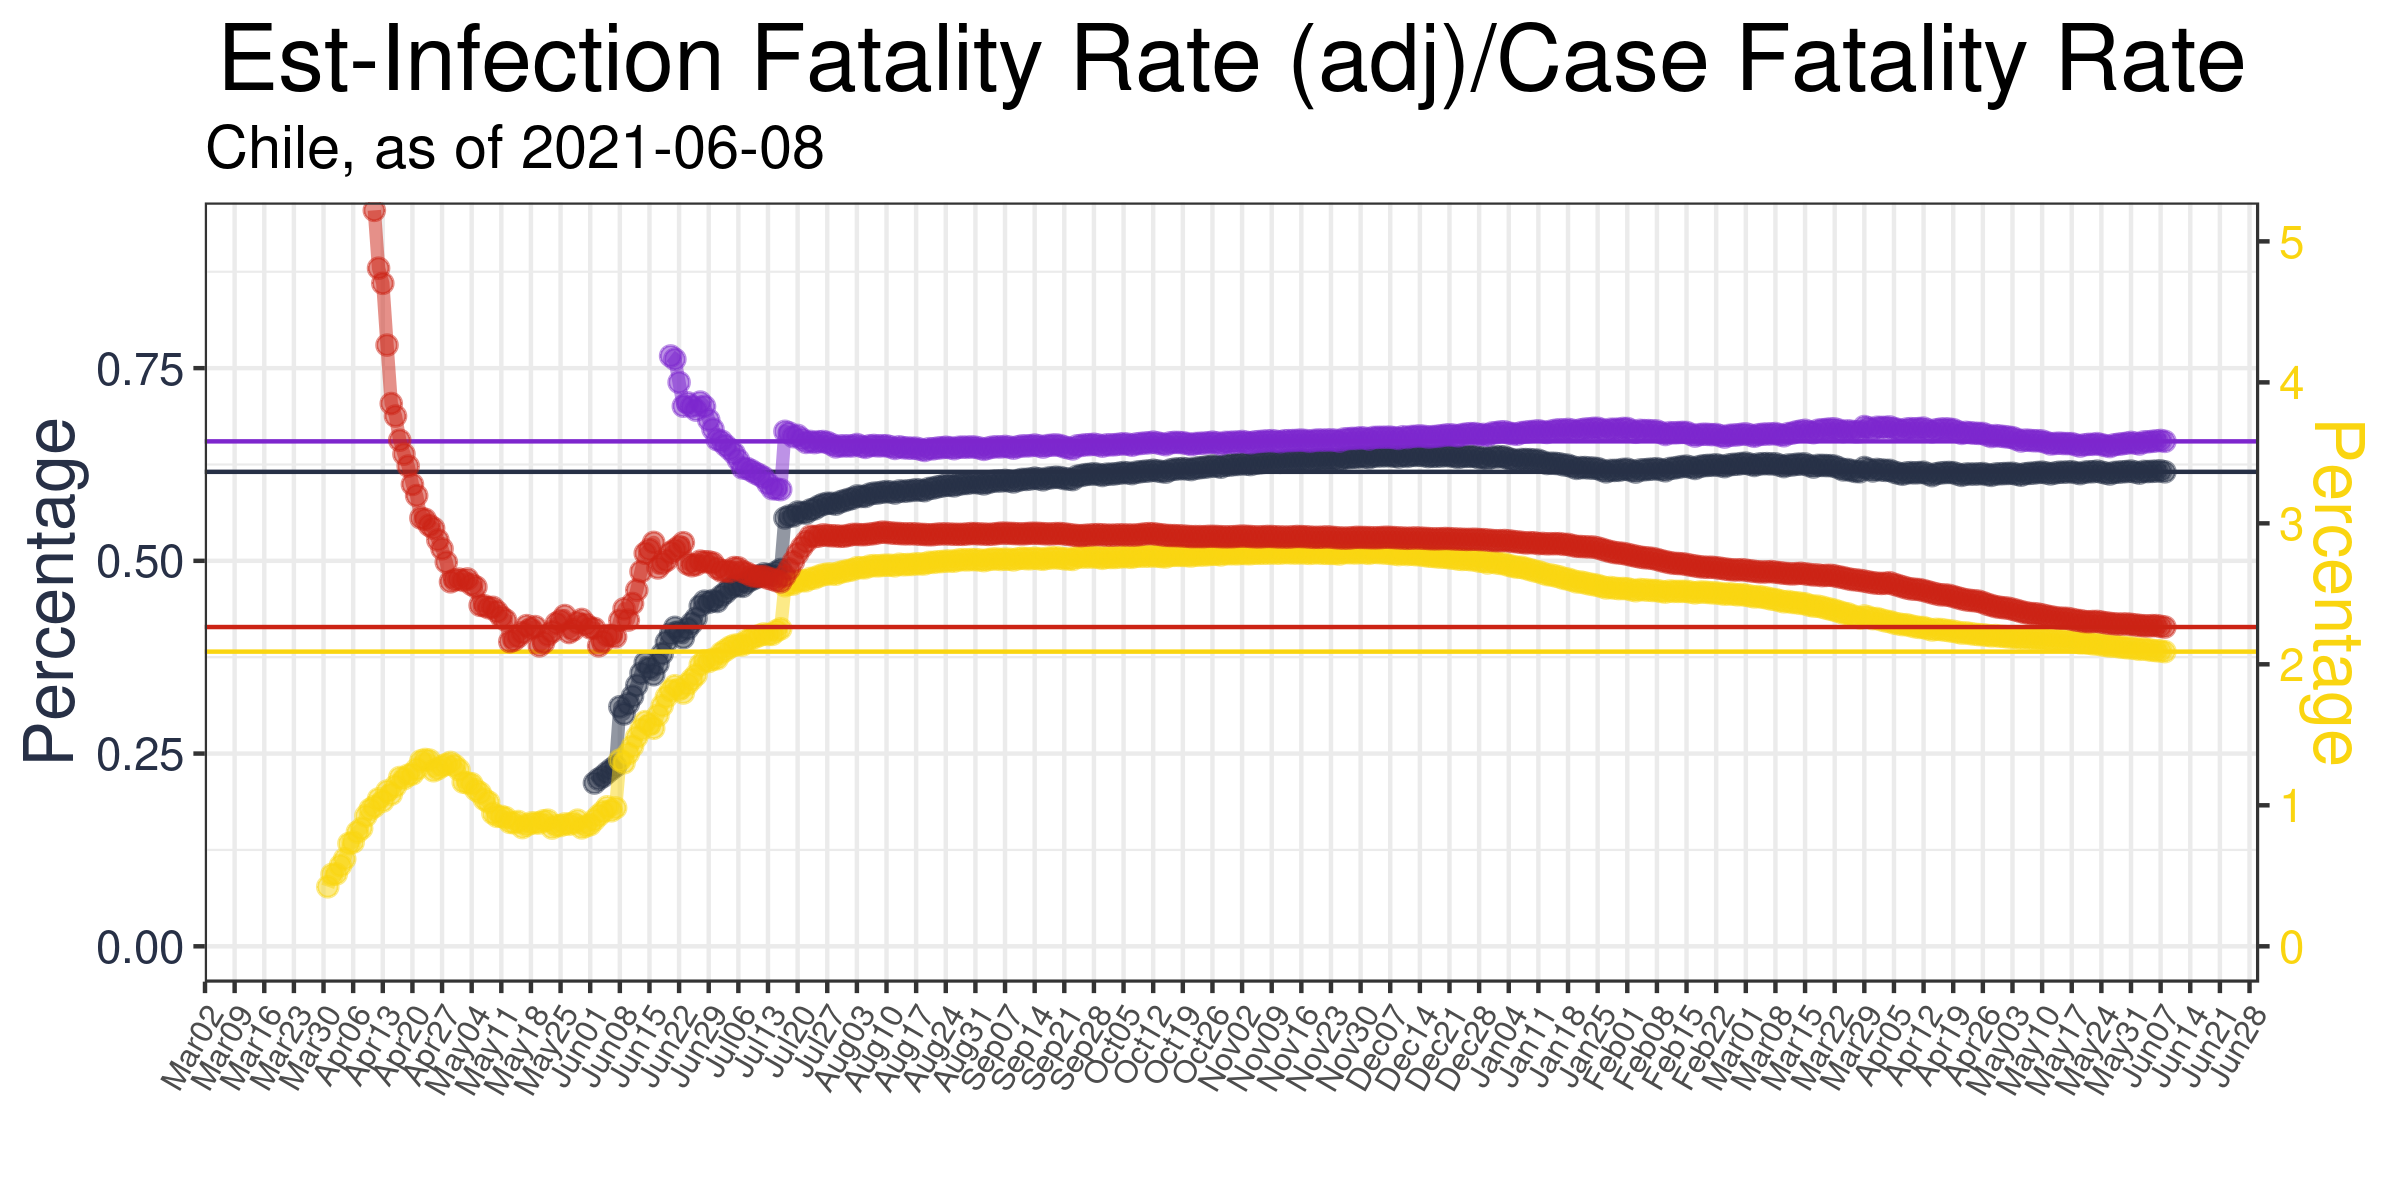 Est-Infection Fatality Rate (adj)/Case Fatality Rate
Chile, as of 2021-06-08
Percentage
0.75
0.50
0.25
0.00
5
4
3
2
1
0
Percentage
Mar02
Mar09
Mar16
Mar23
Mar30
Apr06
Apr13
Apr20
Apr27
May04
May11
May18
May25
Jun01
Jun08
Jun15
Jun22
Jun29
Jul06
Jul13
Jul20
Jul27
Aug03
Aug10
Aug17
Aug24
Aug31
Sep07
Sep14
Sep21
Sep28
Oct05
Oct12
Oct19
Oct26
Nov02
Nov09
Nov16
Nov23
Nov30
Dec07
Dec14
Dec21
Dec28
Jan04
Jan11
Jan18
Jan25
Feb01
Feb08
Feb15
Feb22
Mar01
Mar08
Mar15
Mar22
Mar29
Apr05
Apr12
Apr19
Apr26
May03
May10
May17
May24
May31
Jun07
Jun14
Jun21
Jun28